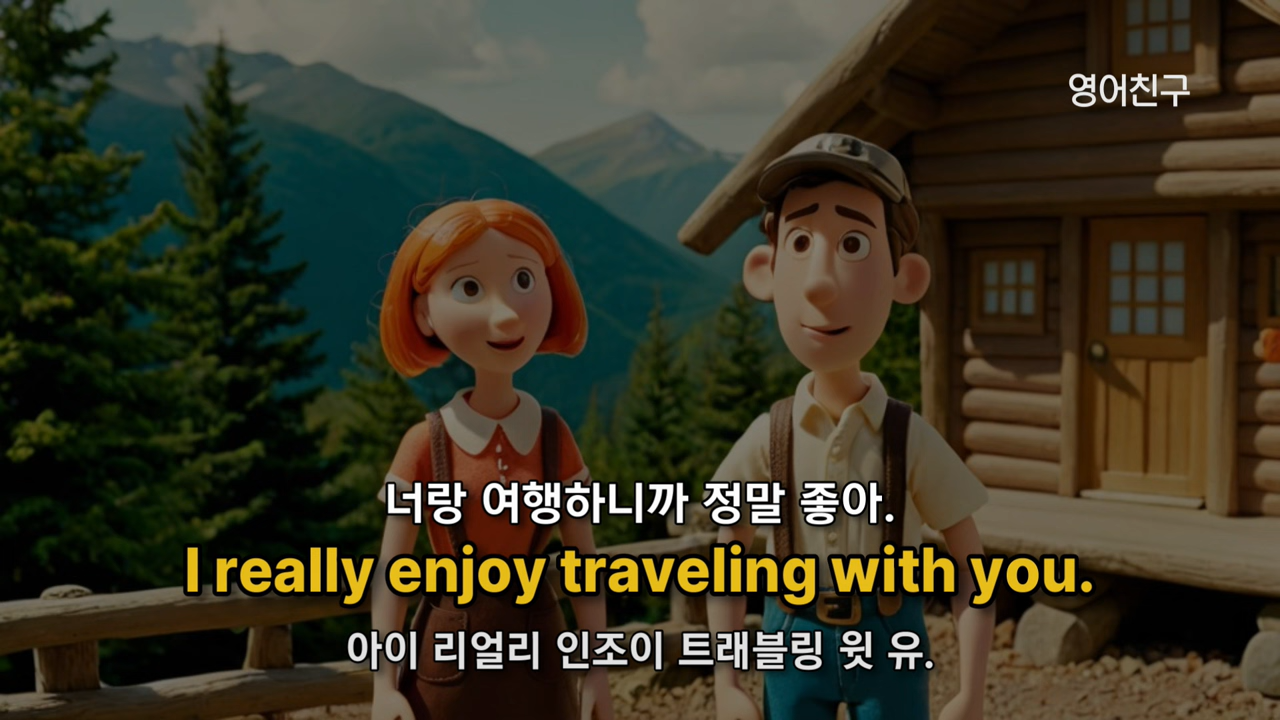 영어친구
너랑 여행하니까 정말 좋아.
I really enjoy traveling with you.
아이 리얼리 인조이 트래블링 윗 유.